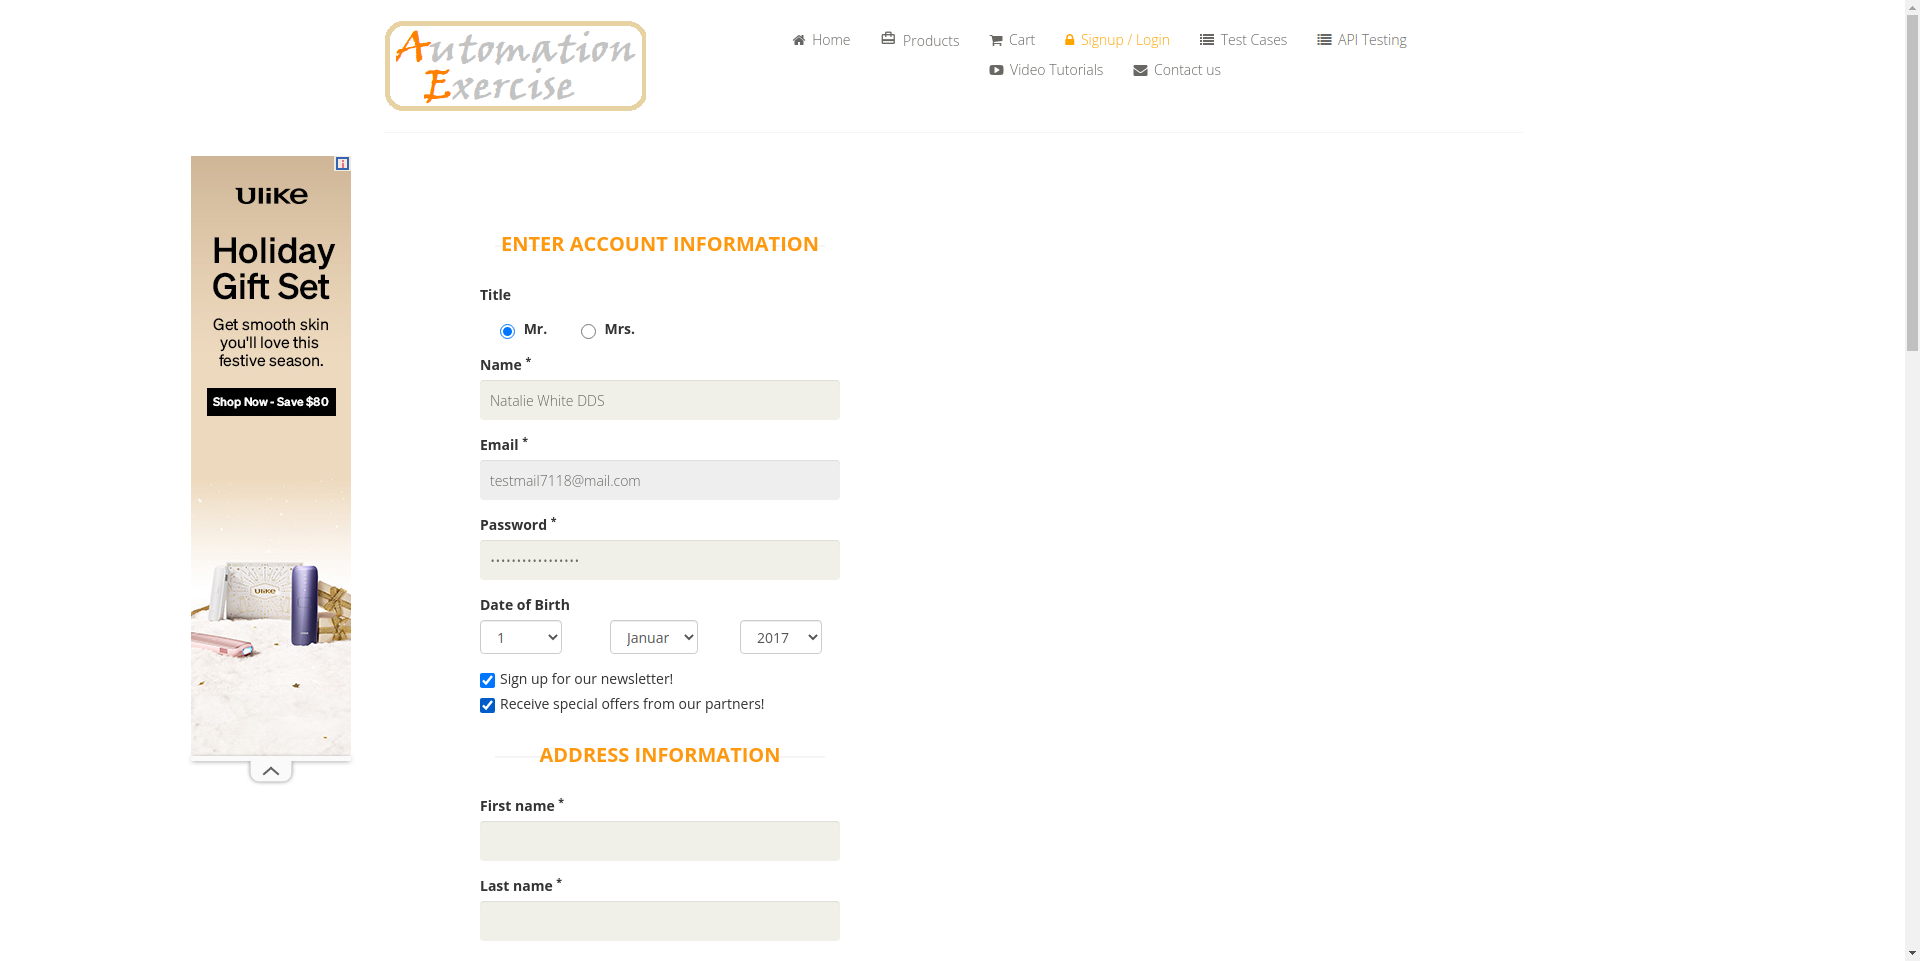 Automation
Exercise
Home
Products
Cart
Signup / Login
Test Cases
API Testing
Video Tutorials
Contact us
Ulike
Holiday
Gift Set
Get smooth skin
you'll love this
festive season.
Shop Now - Save $80
ULIKE
ENTER ACCOUNT INFORMATION
Title
Mr.
Mrs.
Name *
Natalie White DDS
Email *
testmail7118@mail.com
Password *
•••••••••••••••••
Date of Birth
1
Januar
2017
Sign up for our newsletter!
Receive special offers from our partners!
ADDRESS INFORMATION
First name *
Last name *